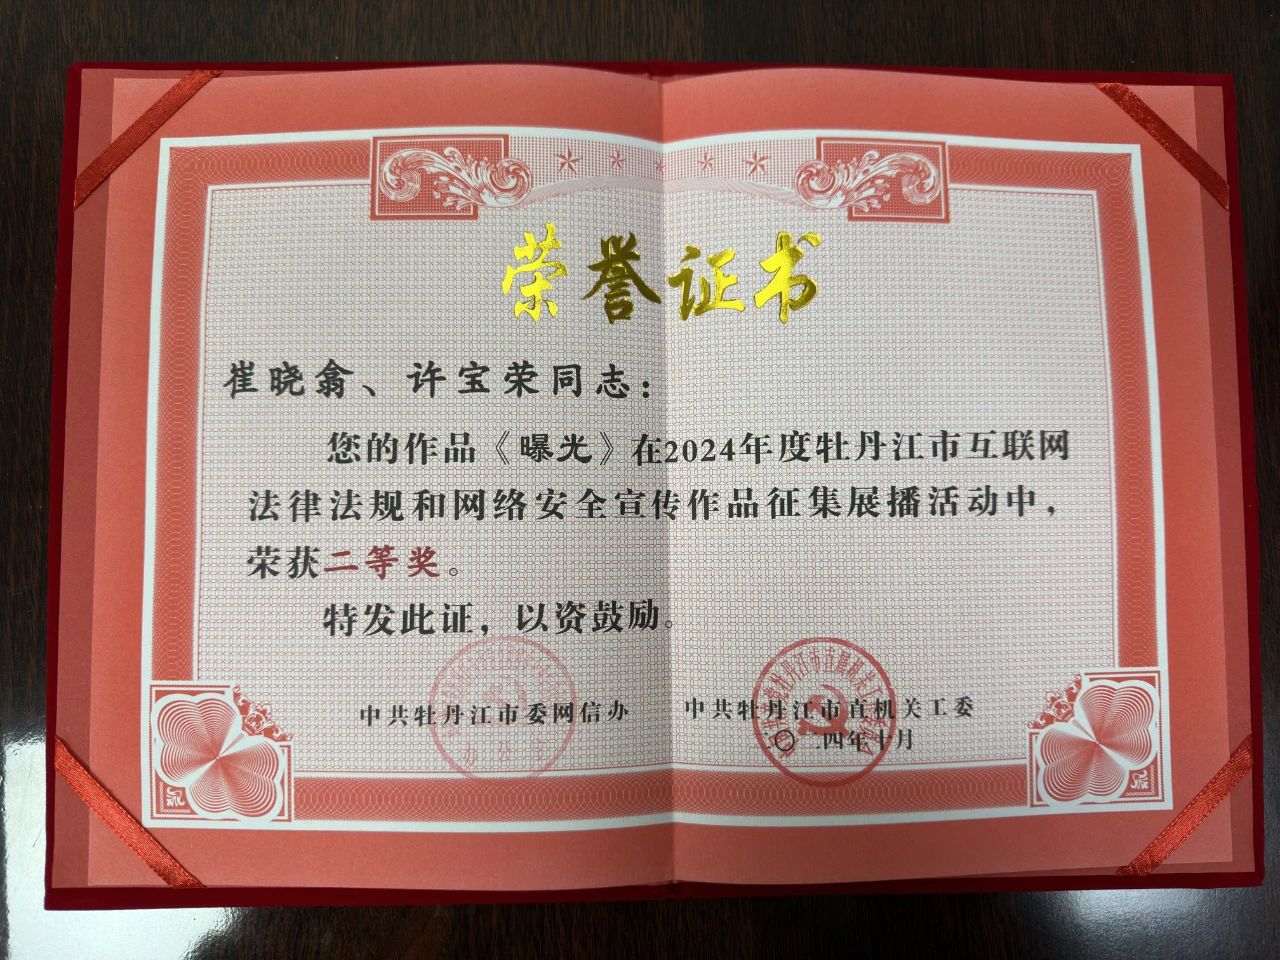 荣誉证书
崔晓翕、许宝荣同志：
您的作品《曝光》在2024年度牡丹江市互联网
法律法规和网络安全宣传作品征集展播活动中，
荣获二等奖。
特发此证，以资鼓励。
中共牡丹江市委网信办 中共牡丹江市直机关工委
二〇二四年十月